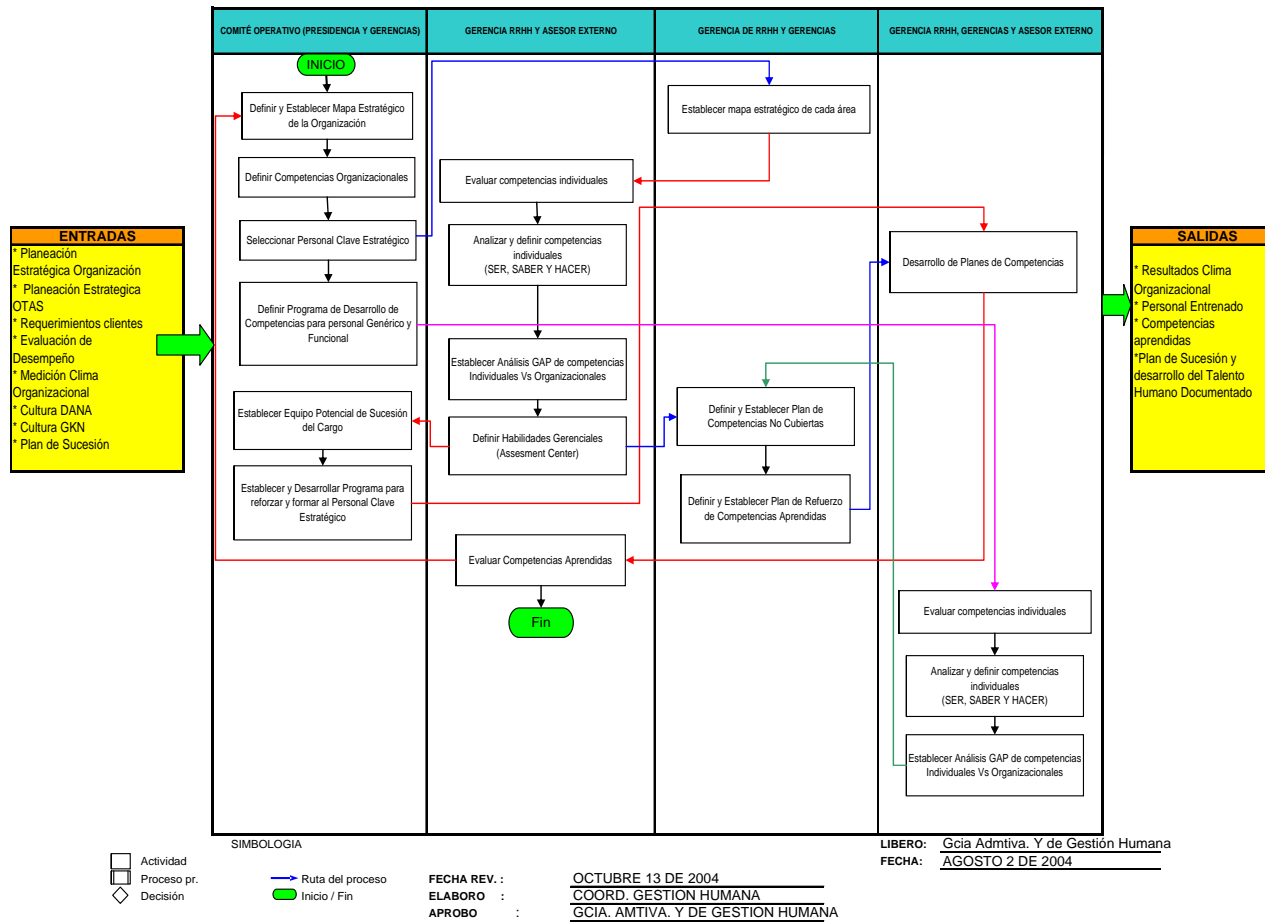 COMITÉ OPERATIVO (PRESIDENCIA Y GERENCIAS)
GERENCIA RRHH Y ASESOR EXTERNO
GERENCIA DE RRHH Y GERENCIAS
GERENCIA RRHH, GERENCIAS Y ASESOR EXTERNO
INICIO
Definir y Establecer Mapa Estratégico
de la Organización
Definir Competencias Organizacionales
Seleccionar Personal Clave Estratégico
Definir Programa de Desarrollo de
Competencias para personal Genérico y
Funcional
Establecer Equipo Potencial de Sucesión
del Cargo
Establecer y Desarrollar Programa para
reforzar y formar al Personal Clave
Estratégico
Evaluar competencias individuales
Analizar y definir competencias
individuales
(SER, SABER Y HACER)
Establecer Análisis GAP de competencias
Individuales Vs Organizacionales
Definir Habilidades Gerenciales
(Assesment Center)
Evaluar Competencias Aprendidas
Fin
Establecer mapa estratégico de cada área
Definir y Establecer Plan de
Competencias No Cubiertas
Definir y Establecer Plan de Refuerzo
de Competencias Aprendidas
Desarrollo de Planes de Competencias
Evaluar competencias individuales
Analizar y definir competencias
individuales
(SER, SABER Y HACER)
Establecer Análisis GAP de competencias
Individuales Vs Organizacionales
ENTRADAS
* Planeación
Estratégica Organización
* Planeación Estrategica
OTAS
* Requerimientos clientes
* Evaluación de
Desempeño
* Medición Clima
Organizacional
* Cultura DANA
* Cultura GKN
* Plan de Sucesión
SALIDAS
* Resultados Clima
Organizacional
* Personal Entrenado
* Competencias
aprendidas
*Plan de Sucesión y
desarrollo del Talento
Humano Documentado
SIMBOLOGIA
Actividad
Proceso pr.
Decisión
Ruta del proceso
Inicio / Fin
FECHA REV. : OCTUBRE 13 DE 2004
ELABORO : COORD. GESTION HUMANA
APROBO : GCIA. AMTIVA. Y DE GESTION HUMANA
LIBERO: Gcia Admtiva. Y de Gestión Humana
FECHA: AGOSTO 2 DE 2004